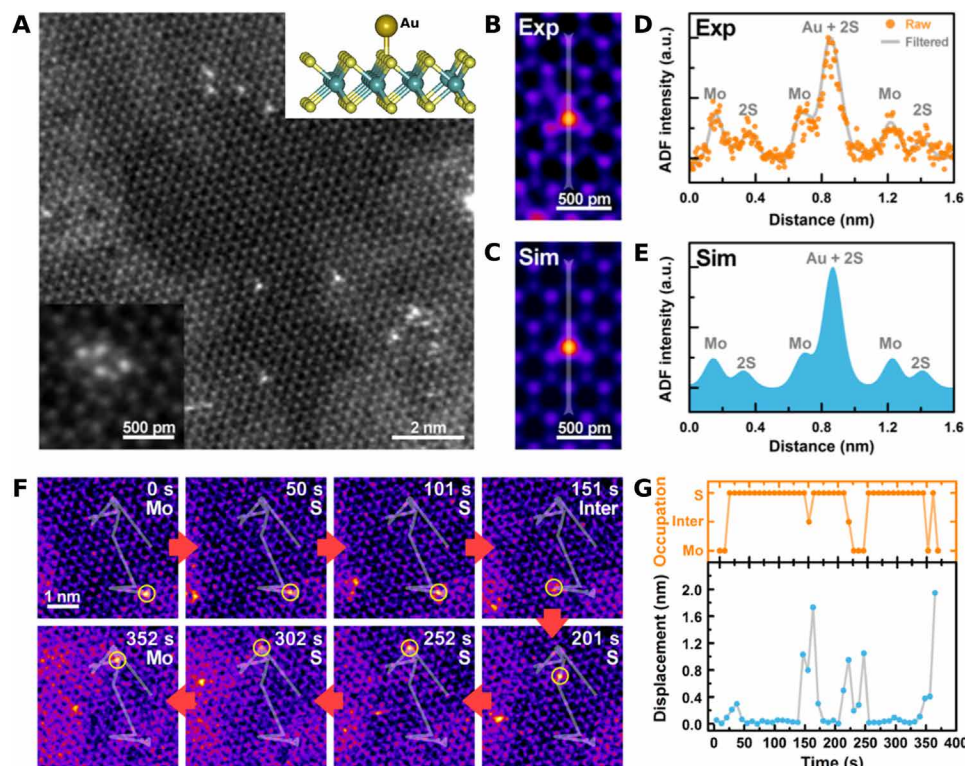 A
Au
500 pm
2 nm
B
Exp
500 pm
C
Sim
500 pm
D
Exp
Au + 2S
Raw
Filtered
Mo
2S
Mo
Mo
2S
ADF intensity (a.u.)
0.0 0.4 0.8 1.2 1.6
Distance (nm)
E
Sim
Au + 2S
Mo
2S
Mo
Mo
2S
ADF intensity (a.u.)
0.0 0.4 0.8 1.2 1.6
Distance (nm)
F
0 s
Mo
1 nm
50 s
S
101 s
S
151 s
Inter
352 s
Mo
302 s
S
252 s
S
201 s
S
G
Occupation
S
Inter
Mo
Displacement (nm)
2.0
1.6
1.2
0.8
0.4
0.0
0 50 100 150 200 250 300 350 400
Time (s)